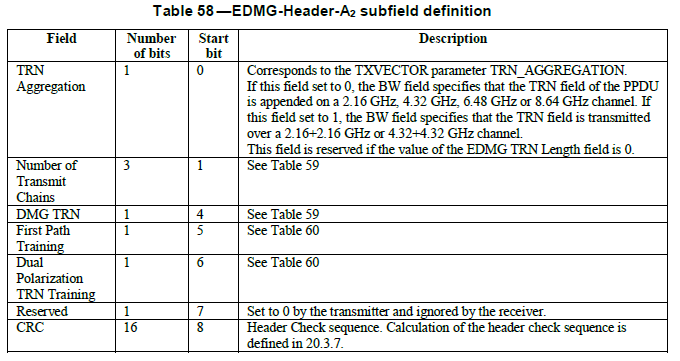 Table 58—EDMG-Header-A2 subfield definition
Field Number of bits Start bit Description
TRN Aggregation 1 0 Corresponds to the TXVECTOR parameter TRN_AGGREGATION.
If this field set to 0, the BW field specifies that the TRN field of the PPDU
is appended on a 2.16 GHz, 4.32 GHz, 6.48 GHz or 8.64 GHz channel. If
this field set to 1, the BW field specifies that the TRN field is transmitted
over a 2.16+2.16 GHz or 4.32+4.32 GHz channel.
This field is reserved if the value of the EDMG TRN Length field is 0.
Number of Transmit Chains 3 1 See Table 59
DMG TRN 1 4 See Table 59
First Path Training 1 5 See Table 60
Dual Polarization TRN Training 1 6 See Table 60
Reserved 1 7 Set to 0 by the transmitter and ignored by the receiver.
CRC 16 8 Header Check sequence. Calculation of the header check sequence is
defined in 20.3.7.